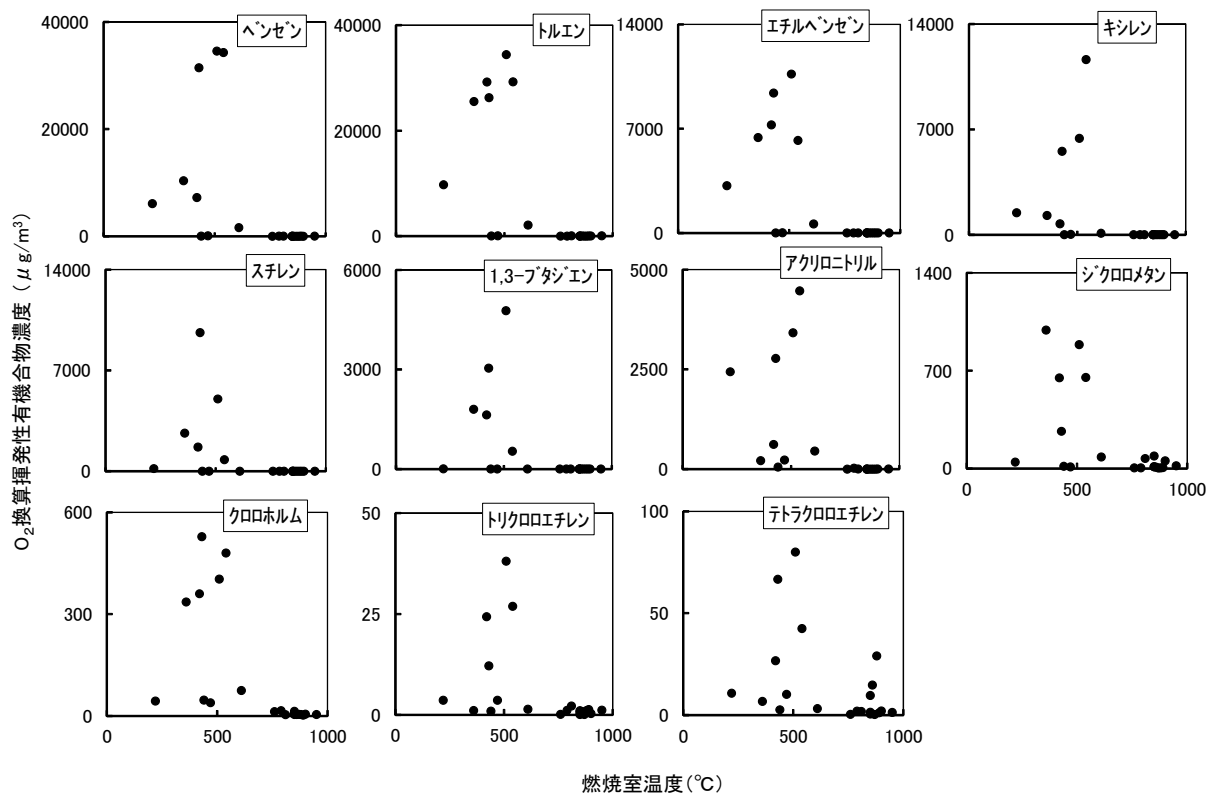 O₂換算揮発性有機合物濃度（μg/m³）
ﾍﾞﾝｾﾞﾝ
40000
20000
0
トルエン
40000
20000
0
エチルﾍﾞﾝｾﾞﾝ
14000
7000
0
キシレン
14000
7000
0
スチレン
14000
7000
0
1,3-ﾌﾞﾀｼﾞエン
6000
3000
0
アクリロニトリル
5000
2500
0
ｼﾞクロロメタン
1400
700
0
0 500 1000
クロロホルム
600
300
0
0 500 1000
トリクロロエチレン
50
25
0
0 500 1000
テトラクロロエチレン
100
50
0
0 500 1000
燃焼室温度（℃）